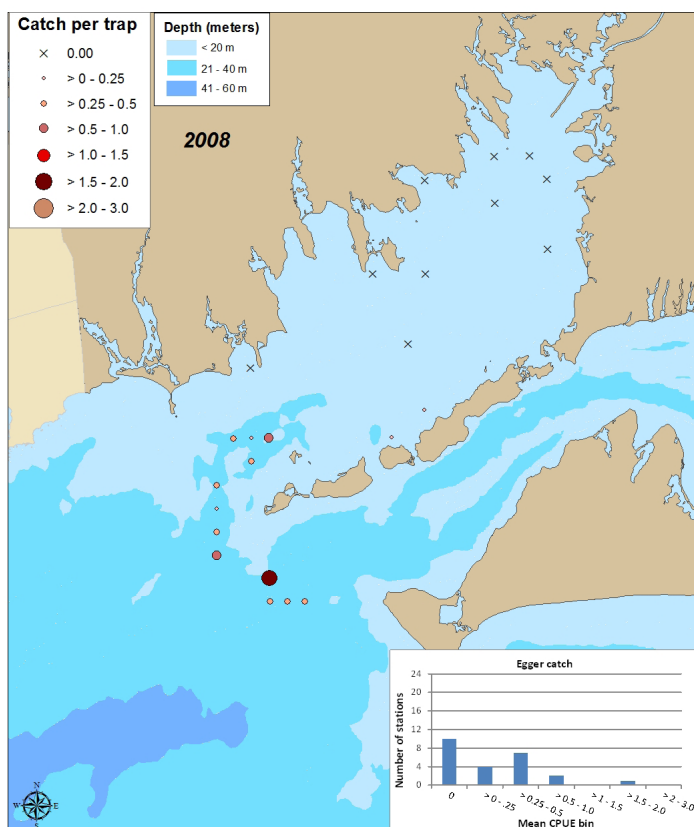 Catch per trap
0.00
> 0 - 0.25
> 0.25 - 0.5
> 0.5 - 1.0
> 1.0 - 1.5
> 1.5 - 2.0
> 2.0 - 3.0
Depth (meters)
< 20 m
21 - 40 m
41 - 60 m
2008
N
W E
S
Egger catch
Number of stations
24
20
16
12
8
4
0
0
> 0 - .25
> 0.25 - 0.5
> 0.5 - 1.0
> 1 - 1.5
> 1.5 - 2.0
> 2 - 3.0
Mean CPUE bin